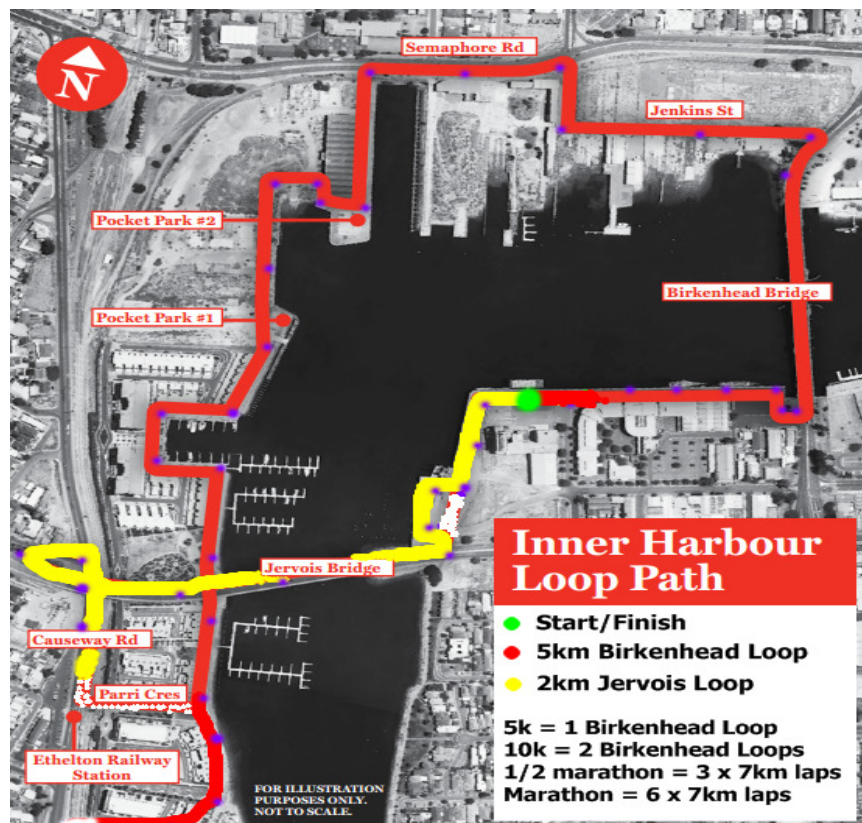 Semaphore Rd
N
Jenkins St
Pocket Park #2
Birkenhead Bridge
Pocket Park #1
Jervois Bridge
Causeway Rd
Parri Cres
Ethelton Railway
Station
FOR ILLUSTRATION
PURPOSES ONLY.
NOT TO SCALE.
Inner Harbour
Loop Path
Start/Finish
5km Birkenhead Loop
2km Jervois Loop
5k = 1 Birkenhead Loop
10k = 2 Birkenhead Loops
1/2 marathon = 3 x 7km laps
Marathon = 6 x 7km laps